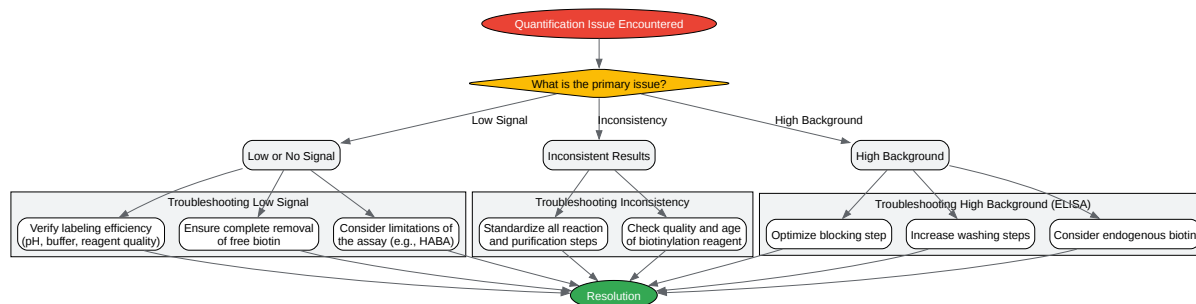 Quantification Issue Encountered
What is the primary issue?
Low Signal
Inconsistency
High Background
Low or No Signal
Inconsistent Results
High Background
Troubleshooting Low Signal
Troubleshooting Inconsistency
Troubleshooting High Background (ELISA)
Verify labeling efficiency
(pH, buffer, reagent quality)
Ensure complete removal
of free biotin
Consider limitations of
the assay (e.g., HABA)
Standardize all reaction
and purification steps
Check quality and age
of biotinylation reagent
Optimize blocking step
Increase washing steps
Consider endogenous biotin
Resolution